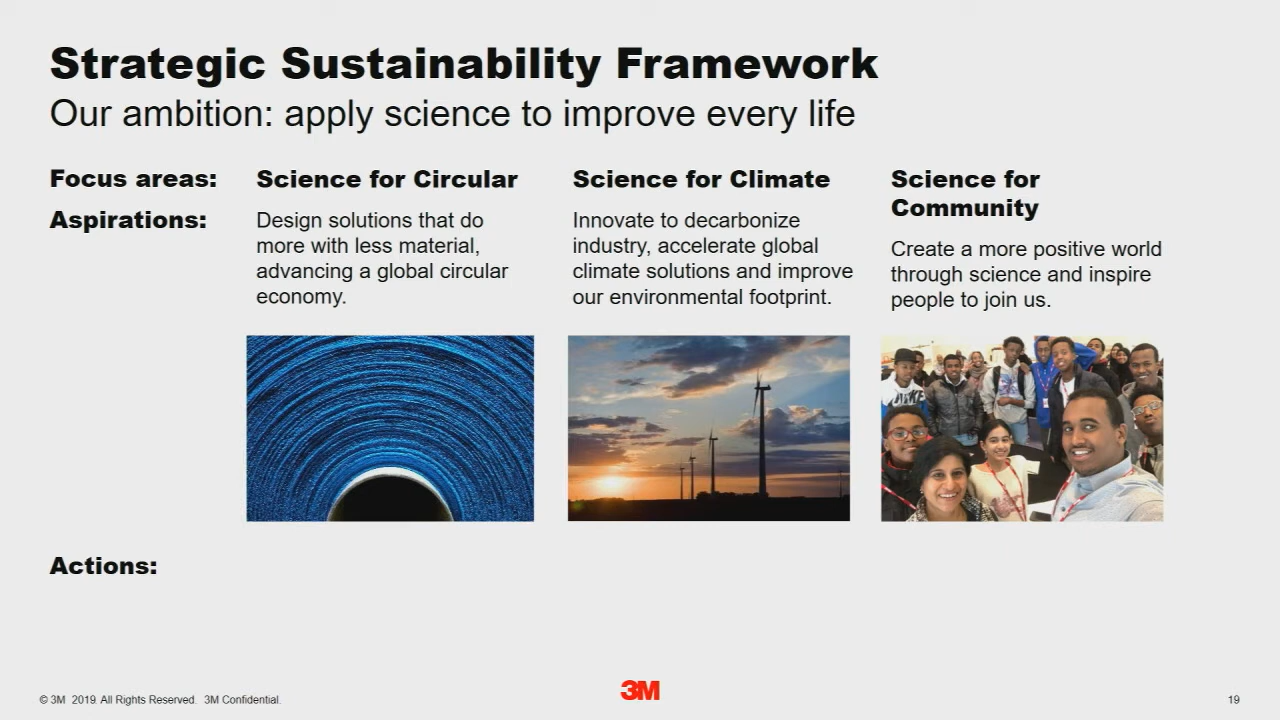 Strategic Sustainability Framework
Our ambition: apply science to improve every life
Focus areas:
Science for Circular
Science for Climate
Science for
Community
Aspirations:
Design solutions that do
more with less material,
advancing a global circular
economy.
Innovate to decarbonize
industry, accelerate global
climate solutions and improve
our environmental footprint.
Create a more positive world
through science and inspire
people to join us.
NIKE
Actions:
© 3M 2019. All Rights Reserved. 3M Confidential.
3M
19